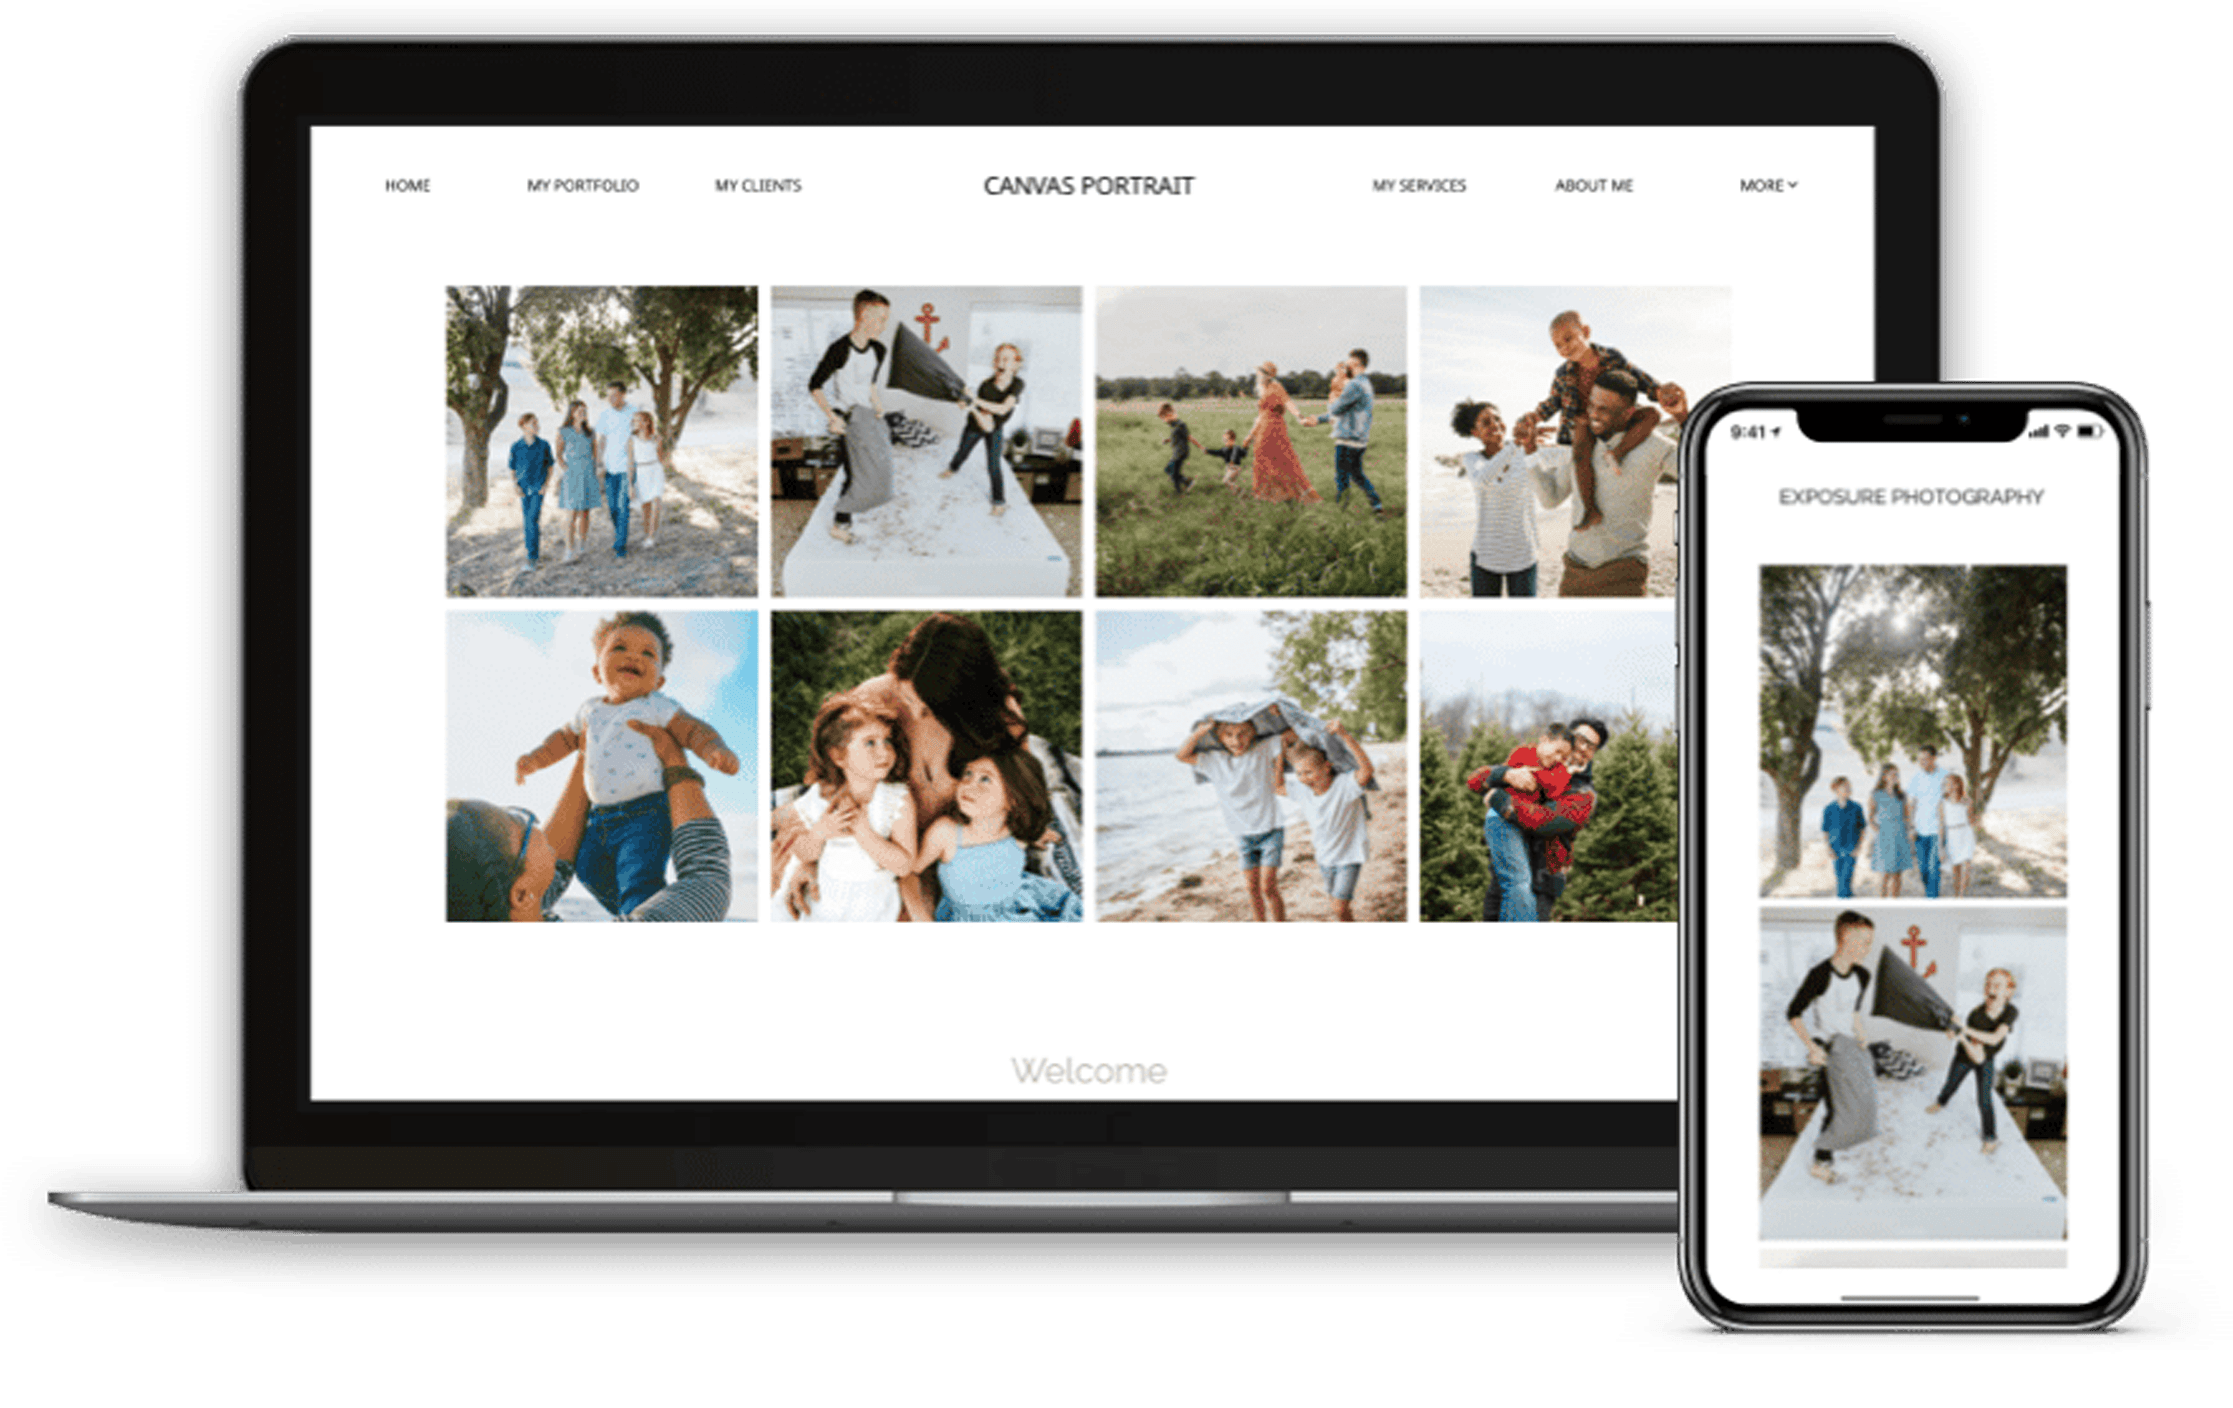 HOME MY PORTFOLIO MY CLIENTS CANVAS PORTRAIT MY SERVICES ABOUT ME MORE
Welcome
9:41
EXPOSURE PHOTOGRAPHY